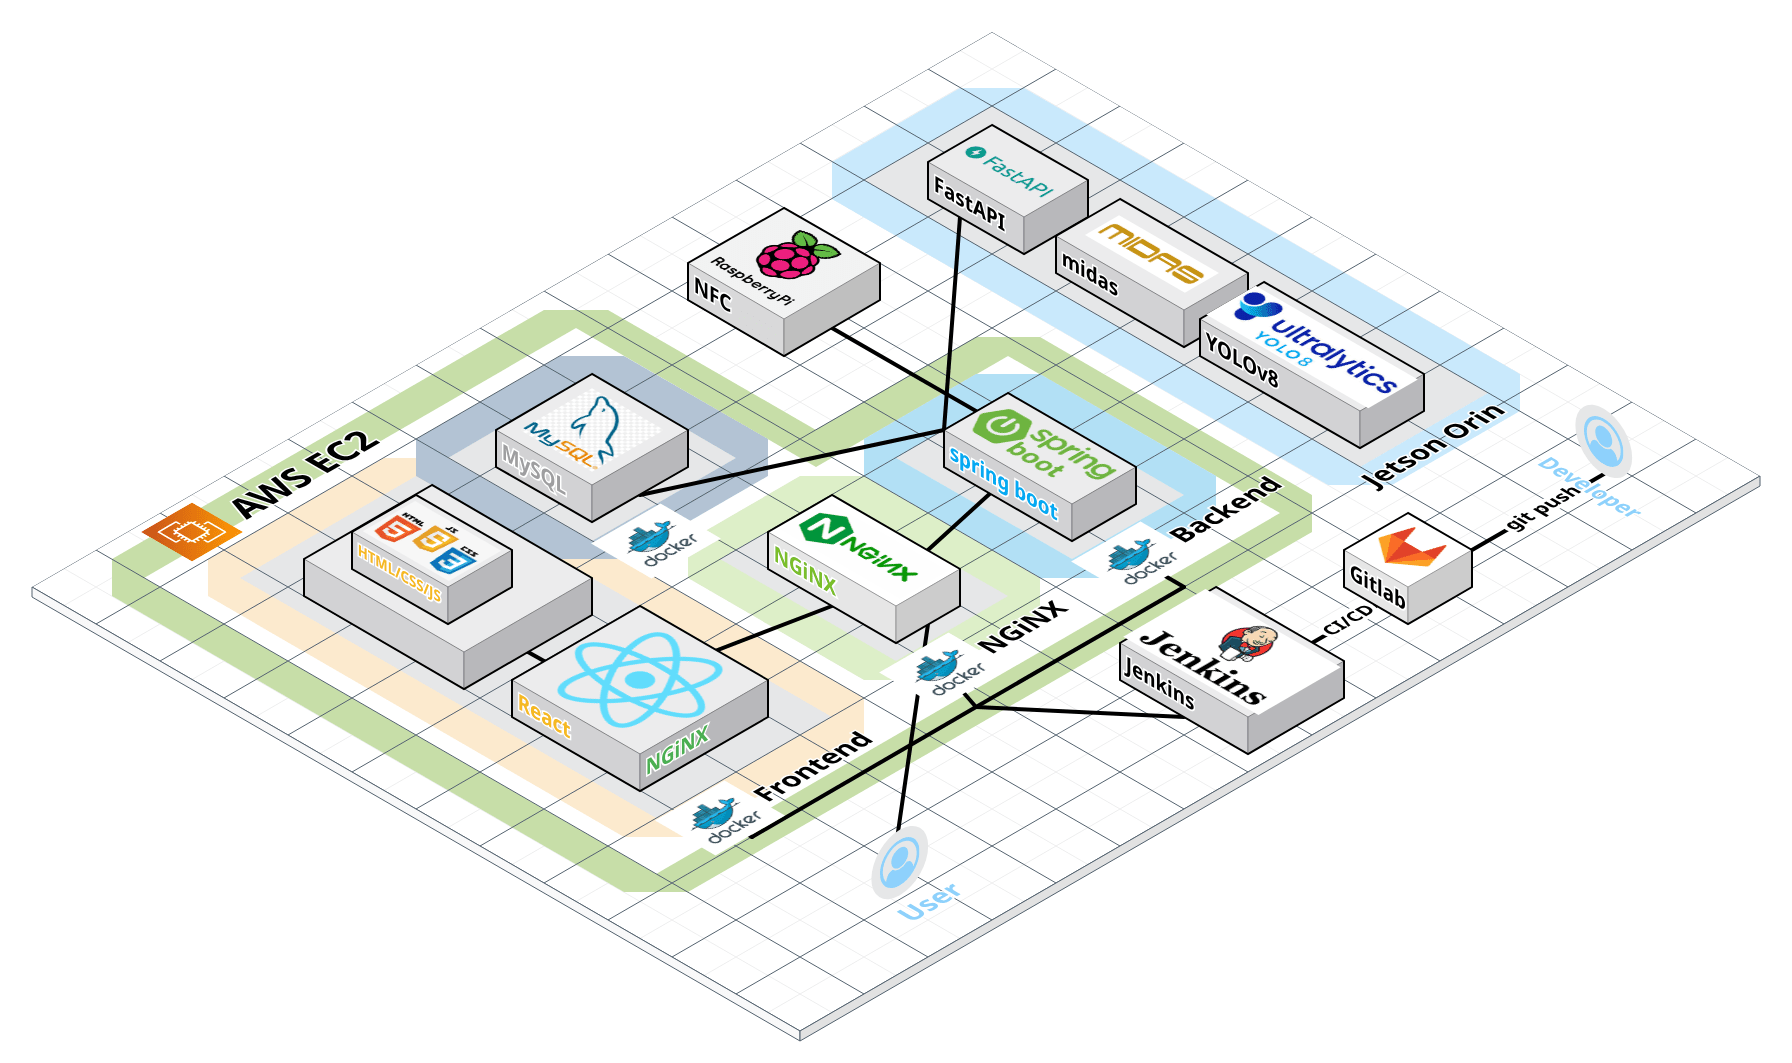 FastAPI
FastAPI
MIDAS
midas
ultralytics
YOLO8
YOLOv8
Jetson Orin
RaspberryPi
NFC
AWS EC2
MySQL
MySQL
docker
spring
boot
spring boot
docker
Backend
NGiNX
NGiNX
docker
NGiNX
HTML
JS
CSS
5
3
HTML/CSS/JS
React
NGiNX
docker
Frontend
Jenkins
Jenkins
CI/CD
Gitlab
git push
Developer
User